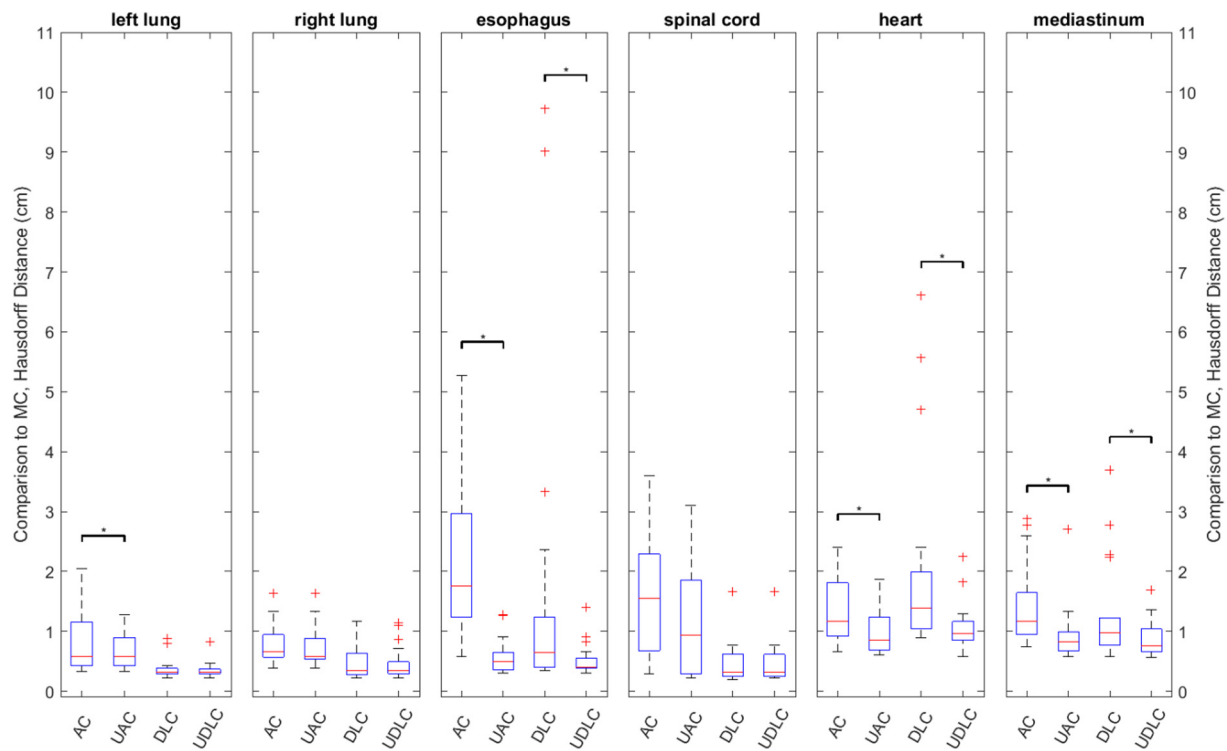 left lung
right lung
esophagus
spinal cord
heart
mediastinum
Comparison to MC, Hausdorff Distance (cm)
11
10
9
8
7
6
5
4
3
2
1
0
*
*
*
*
*
*
*
11
10
9
8
7
6
5
4
3
2
1
0
Comparison to MC, Hausdorff Distance (cm)
AC UAC DLC UDLC
AC UAC DLC UDLC
AC UAC DLC UDLC
AC UAC DLC UDLC
AC UAC DLC UDLC
AC UAC DLC UDLC